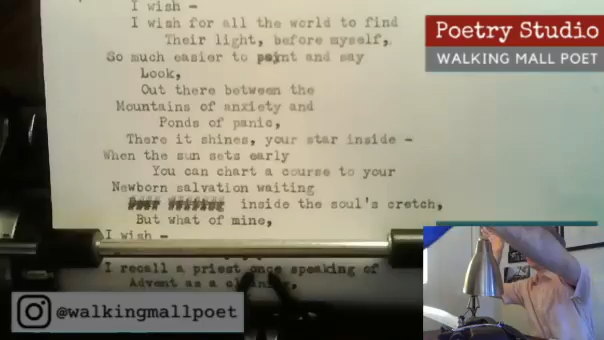 I wish -
I wish for all the world to find
Their light, before myself,
So much easier to point and say
Look,
Out there between the
Mountains of anxiety and
Ponds of panic,
There it shines, your star inside -
When the sun sets early
You can chart a course to your
Newborn salvation waiting
inside the soul's cretch,
But what of mine,
I wish -
I recall a priest once speaking of
Advent as a
Poetry Studio
WALKING MALL POET
@walkingmallpoet